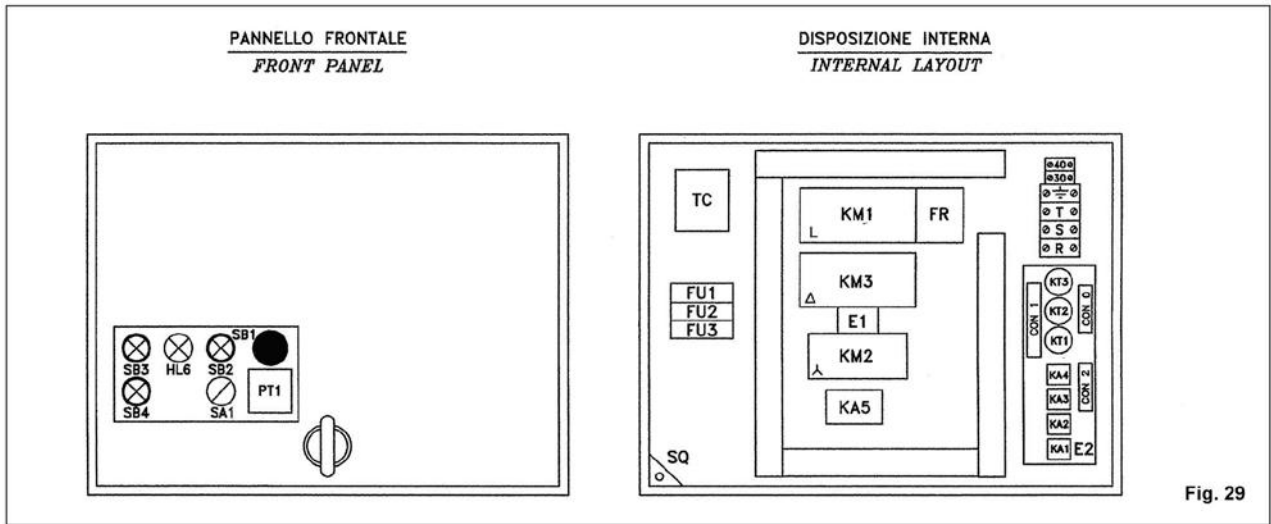 PANNELLO FRONTALE
FRONT PANEL
SB1
SB3 HL6 SB2
PT1
SB4 SA1
DISPOSIZIONE INTERNA
INTERNAL LAYOUT
TC
FU1
FU2
FU3
SQ
KM1 FR
L
KM3
Δ
E1
KM2
KA5
40
30
T
S
R
KT3
KT2
KT1
CON 1
CON 0
KA4
KA3
CON 2
KA2
KA1 E2
Fig. 29